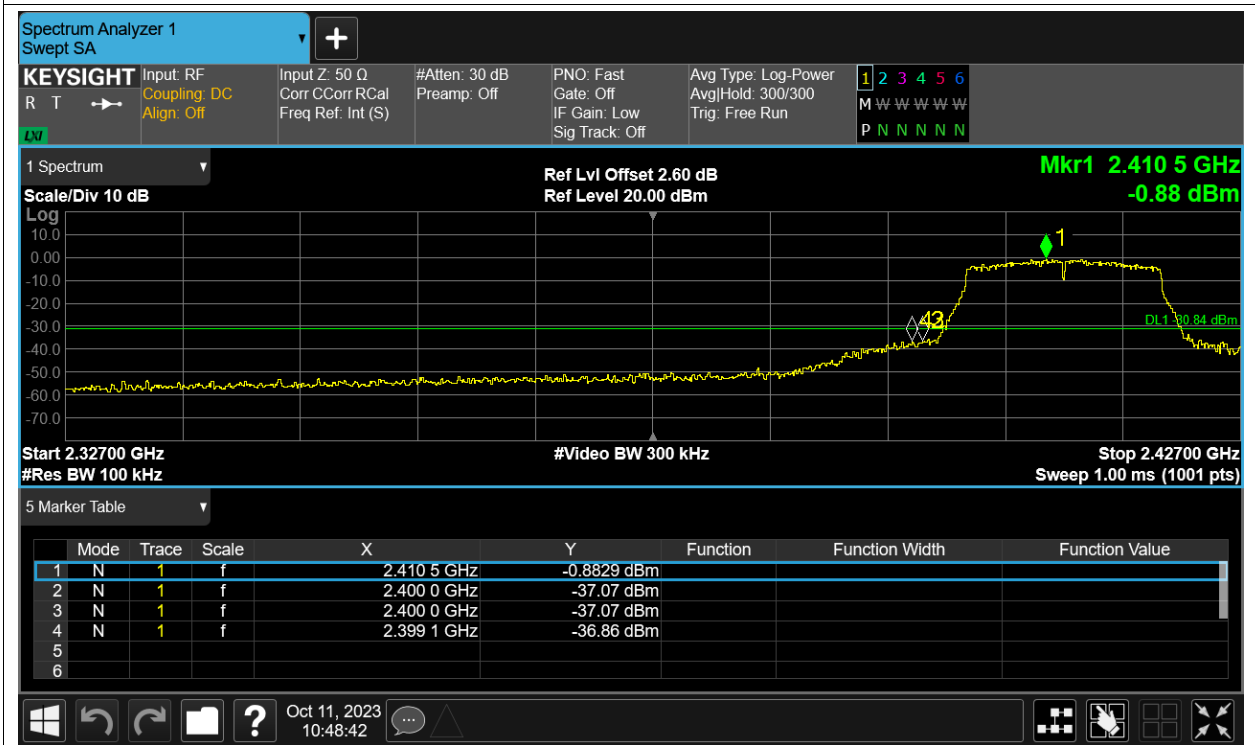 Spectrum Analyzer 1
Swept SA
KEYSIGHT
R T
LXI
Input: RF
Coupling: DC
Align: Off
Input Z: 50 Ω
Corr CCorr RCal
Freq Ref: Int (S)
#Atten: 30 dB
Preamp: Off
PNO: Fast
Gate: Off
IF Gain: Low
Sig Track: Off
Avg Type: Log-Power
Avg|Hold: 300/300
Trig: Free Run
1 2 3 4 5 6
M W W W W W
P N N N N N
1 Spectrum
Scale/Div 10 dB
Ref Lvl Offset 2.60 dB
Ref Level 20.00 dBm
Mkr1 2.410 5 GHz
-0.88 dBm
Log
10.0
0.00
-10.0
-20.0
-30.0
-40.0
-50.0
-60.0
-70.0
1
DL1 -30.84 dBm
Start 2.32700 GHz
#Video BW 300 kHz
Stop 2.42700 GHz
#Res BW 100 kHz
Sweep 1.00 ms (1001 pts)
5 Marker Table
Mode Trace Scale X Y Function Function Width Function Value
1 N 1 f 2.410 5 GHz -0.8829 dBm
2 N 1 f 2.400 0 GHz -37.07 dBm
3 N 1 f 2.400 0 GHz -37.07 dBm
4 N 1 f 2.399 1 GHz -36.86 dBm
5
6
?
Oct 11, 2023
10:48:42